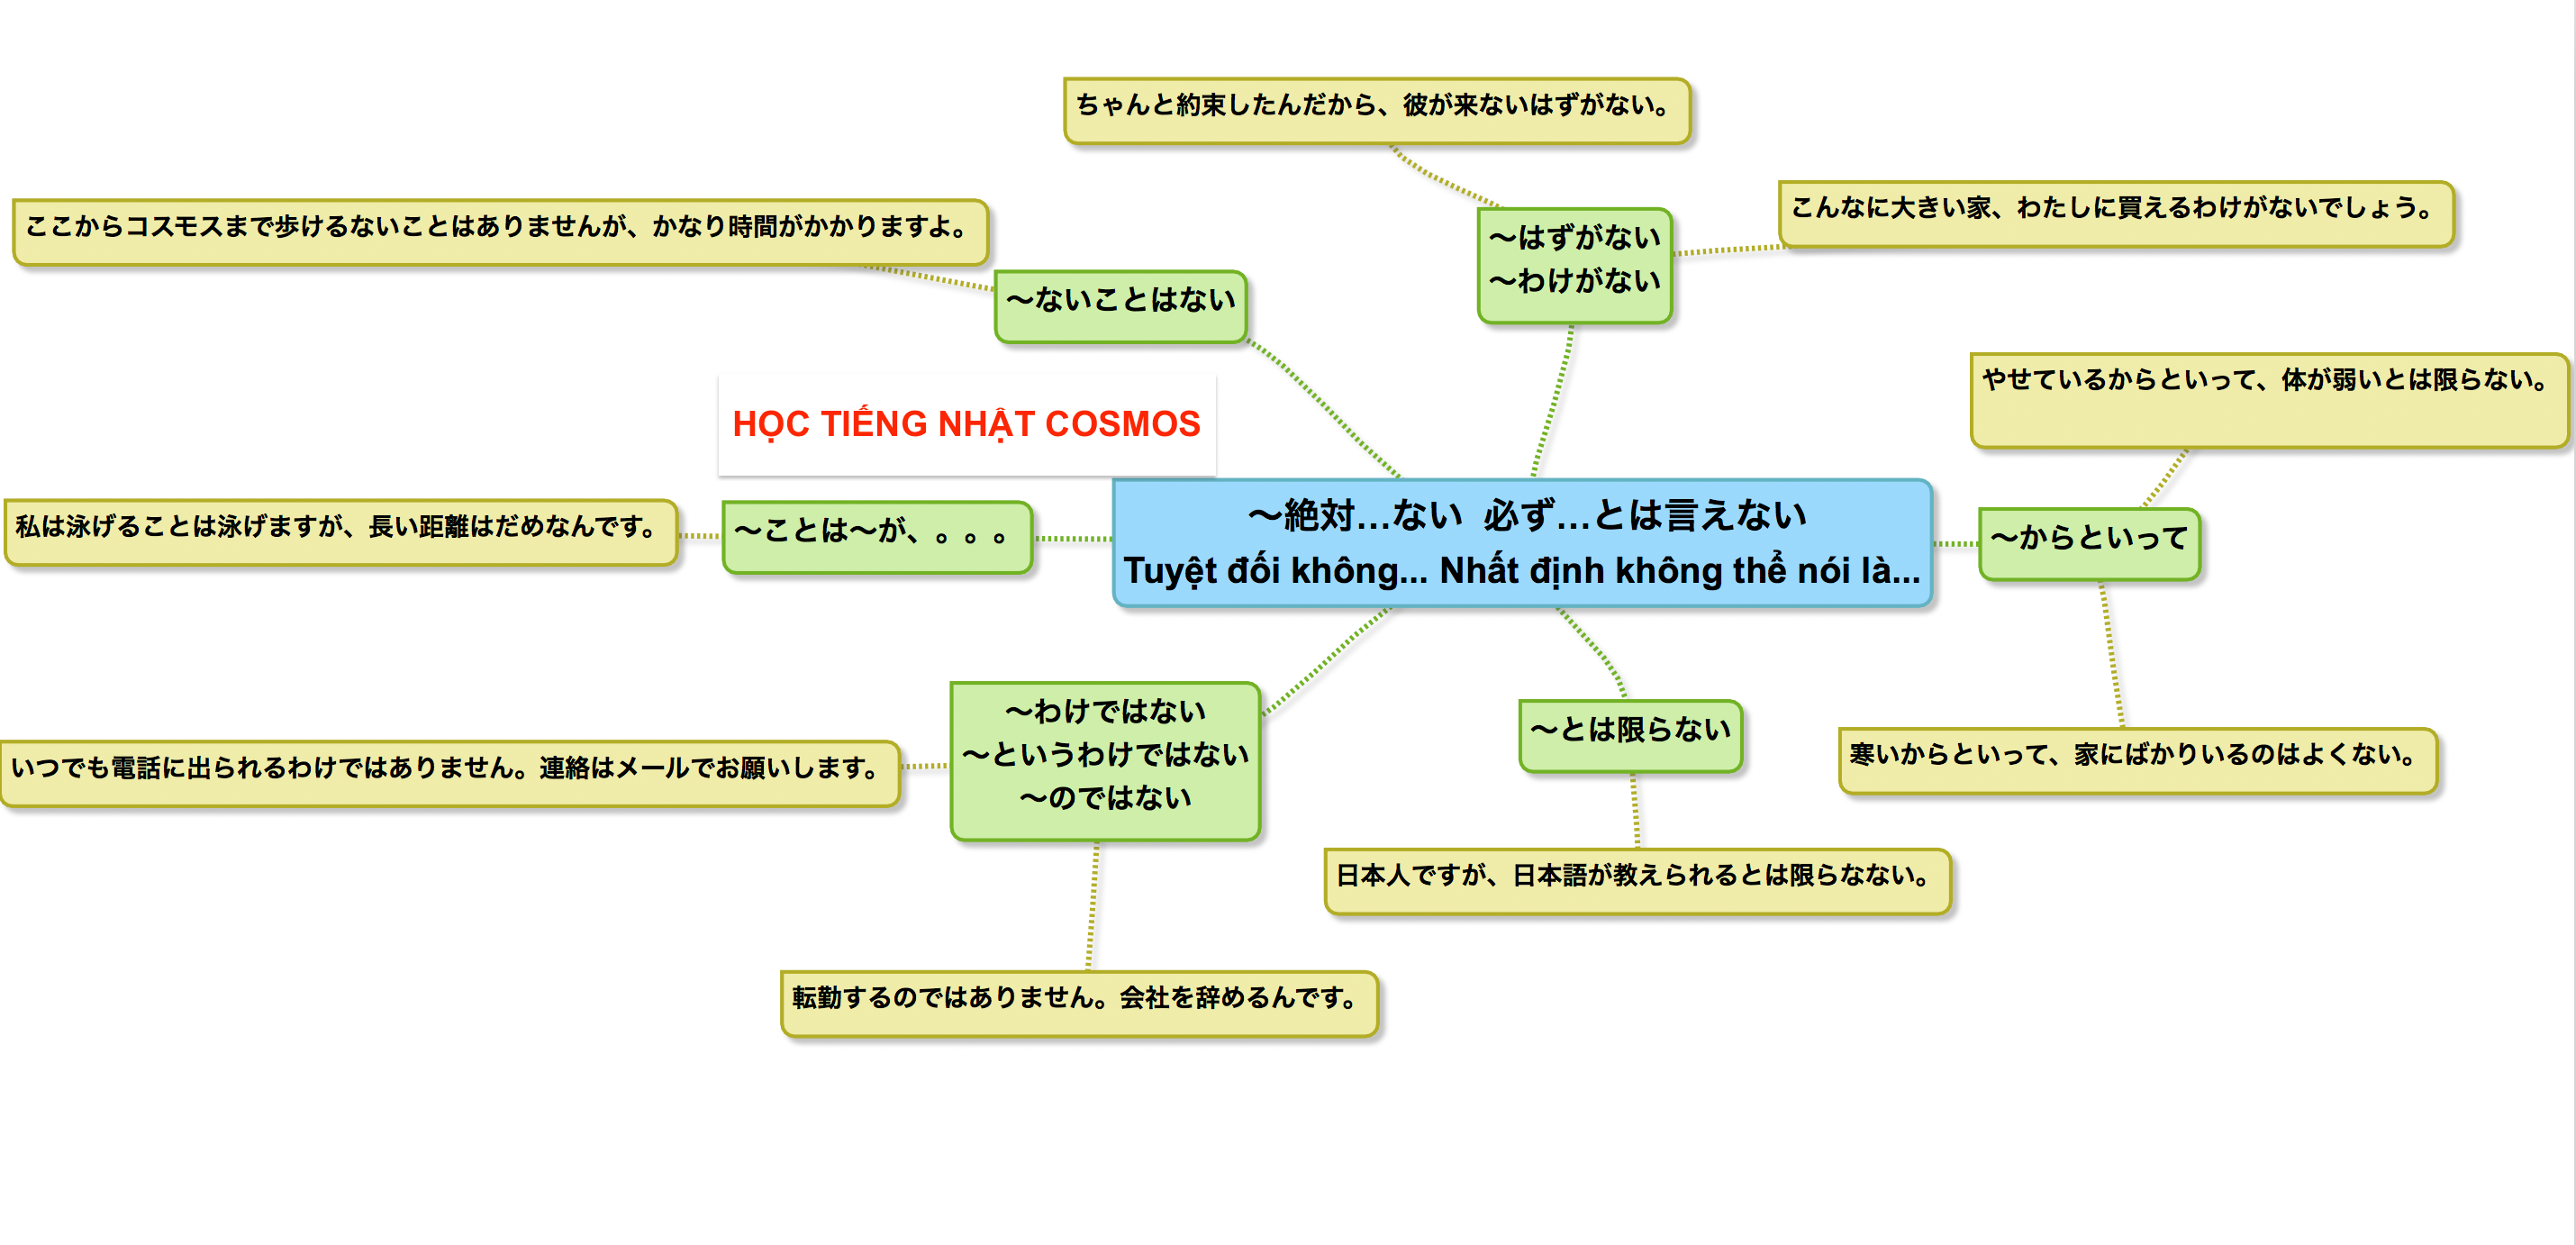 ちゃんと約束したんだから、彼が来ないはずがない。
こんなに大きい家、わたしに買えるわけがないでしょう。
ここからコスモスまで歩けるないことはありませんが、かなり時間がかかりますよ。
〜はずがない
〜わけがない
〜ないことはない
やせているからといって、体が弱いとは限らない。
HỌC TIẾNG NHẬT COSMOS
〜絶対…ない 必ず…とは言えない
Tuyệt đối không... Nhất định không thể nói là...
私は泳げることは泳げますが、長い距離はだめなんです。
〜ことは〜が、。。。
〜からといって
〜わけではない
〜というわけではない
〜のではない
〜とは限らない
いつでも電話に出られるわけではありません。連絡はメールでお願いします。
寒いからといって、家にばかりいるのはよくない。
日本人ですが、日本語が教えられるとは限らなない。
転勤するのではありません。会社を辞めるんです。